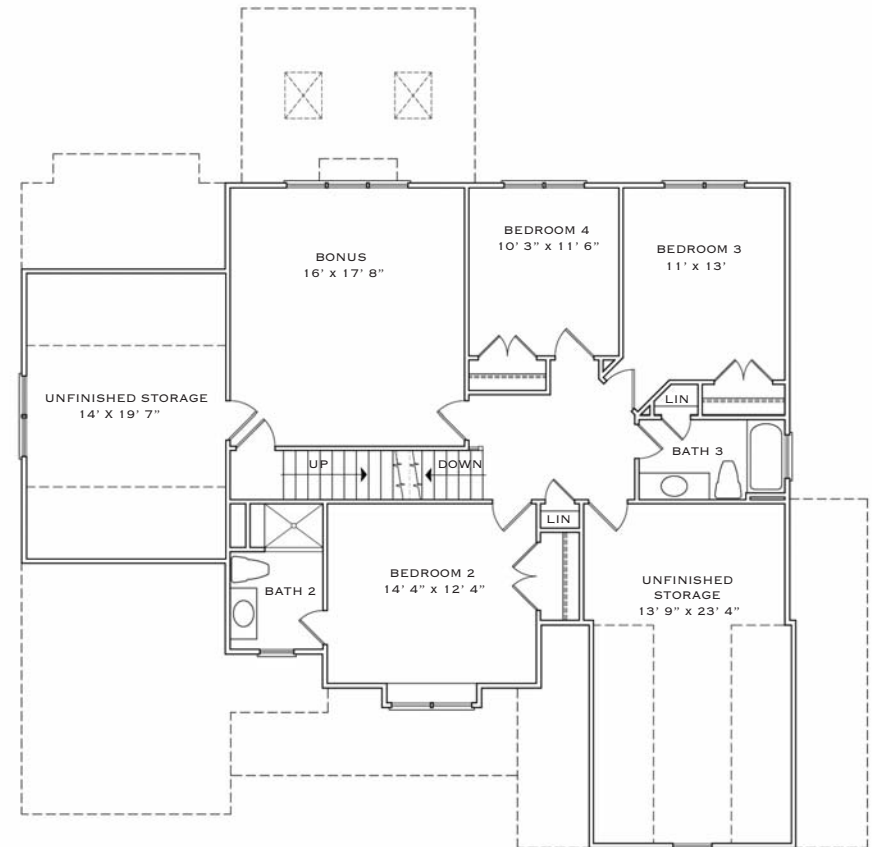 BONUS
16' x 17' 8”
BEDROOM 4
10' 3” x 11' 6”
BEDROOM 3
11' x 13'
UNFINISHED STORAGE
14' X 19' 7”
LIN
BATH 3
UP
DOWN
LIN
BEDROOM 2
14' 4” x 12' 4”
BATH 2
UNFINISHED
STORAGE
13' 9” x 23' 4”